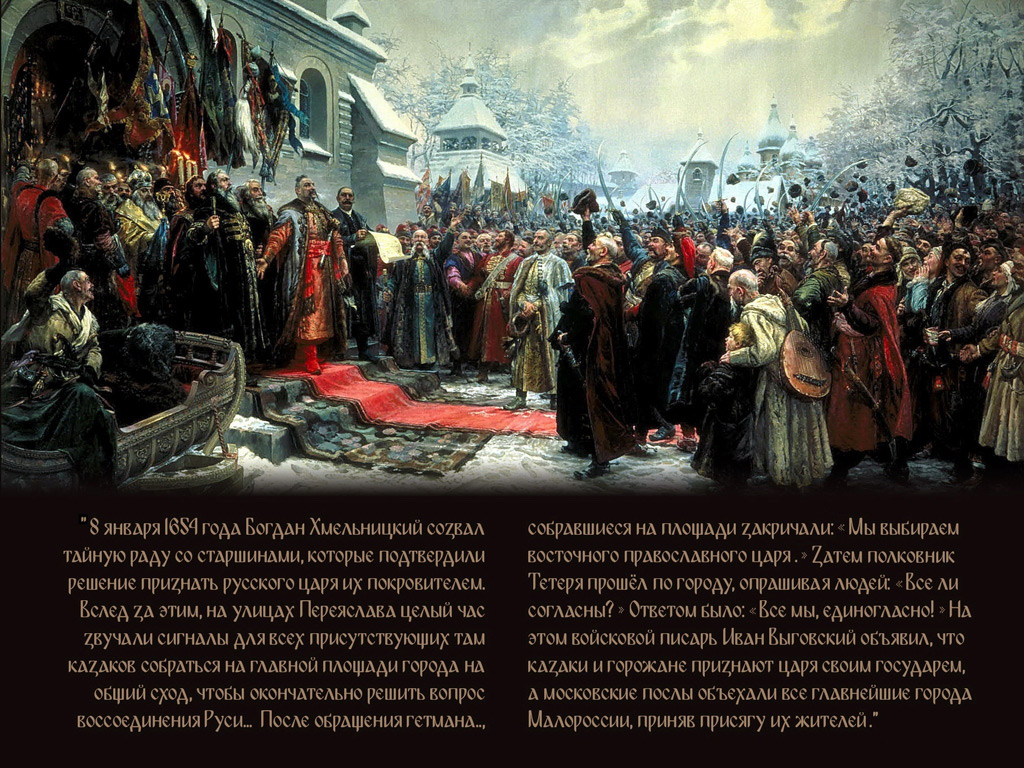 " 8 января 1654 года Богдан Хмельницкий созвал
тайную раду со старшинами, которые подтвердили
решение признать русского царя их покровителем.
Вслед за этим, на улицах Переяслава целый час
звучали сигналы для всех присутствующих там
казаков собраться на главной площади города на
общий сход, чтобы окончательно решить вопрос
воссоединения Руси... После обращения гетмана..,
собравшиеся на площади закричали: « Мы выбираем
восточного православного царя . » Затем полковник
Тетеря прошёл по городу, опрашивая людей: « Все ли
согласны? » Ответом было: « Все мы, единогласно! » На
этом войсковой писарь Иван Выговский объявил, что
казаки и горожане признают царя своим государем,
а московские послы объехали все главнейшие города
Малороссии, приняв присягу их жителей ."